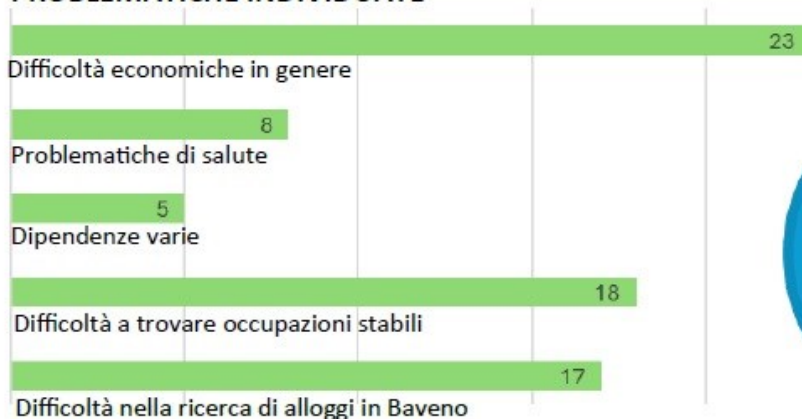 23
Difficoltà economiche in genere
8
Problematiche di salute
5
Dipendenze varie
18
Difficoltà a trovare occupazioni stabili
17
Difficoltà nella ricerca di alloggi in Baveno